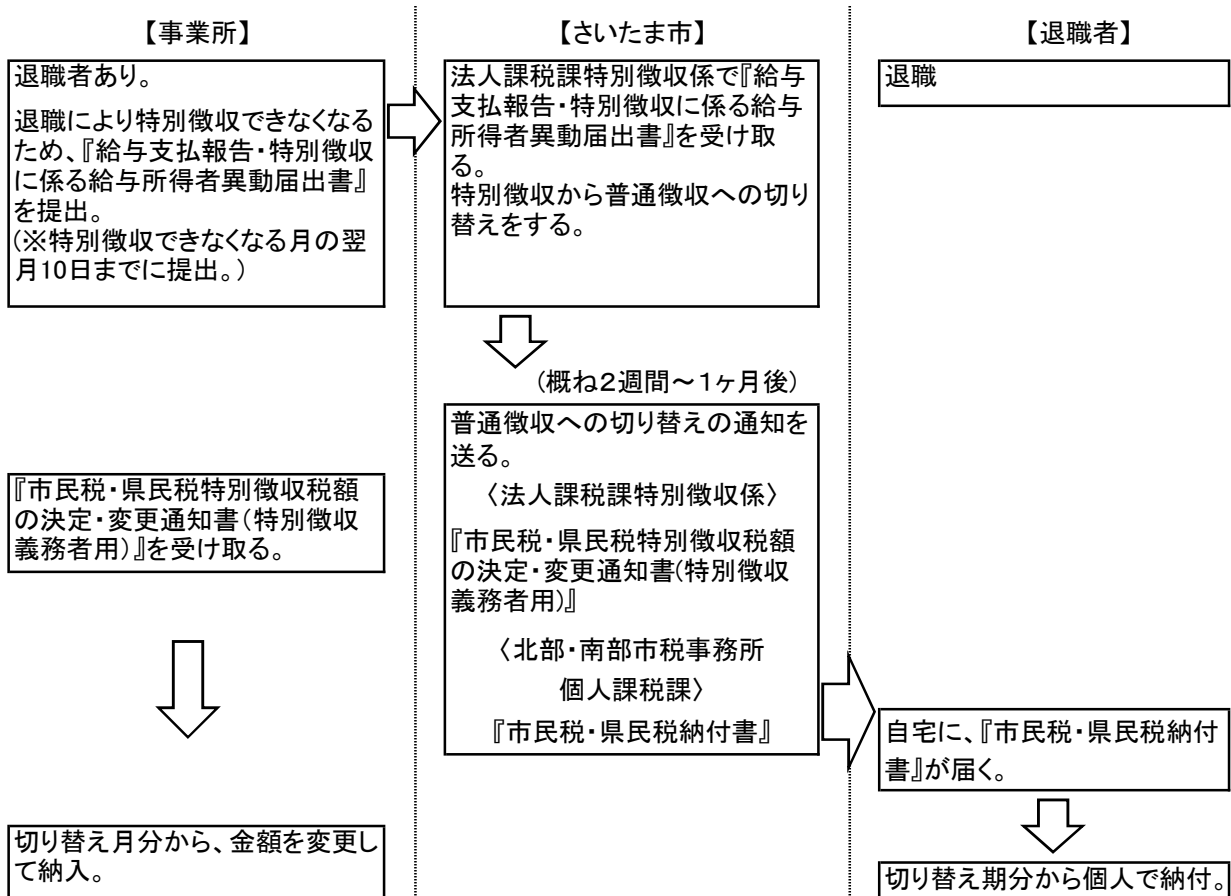 【事業所】
退職者あり。
退職により特別徴収できなくなる
ため、『給与支払報告・特別徴収
に係る給与所得者異動届出書』
を提出。
(※特別徴収できなくなる月の翌
月10日までに提出。)
『市民税・県民税特別徴収税額
の決定・変更通知書(特別徴収
義務者用)』を受け取る。
切り替え月分から、金額を変更し
て納入。
【さいたま市】
法人課税課特別徴収係で『給与
支払報告・特別徴収に係る給与
所得者異動届出書』を受け取
る。
特別徴収から普通徴収への切り
替えをする。
(概ね2週間～1ヶ月後)
普通徴収への切り替えの通知を
送る。
〈法人課税課特別徴収係〉
『市民税・県民税特別徴収税額
の決定・変更通知書(特別徴収
義務者用)』
〈北部・南部市税事務所
個人課税課〉
『市民税・県民税納付書』
【退職者】
退職
自宅に、『市民税・県民税納付
書』が届く。
切り替え期分から個人で納付。